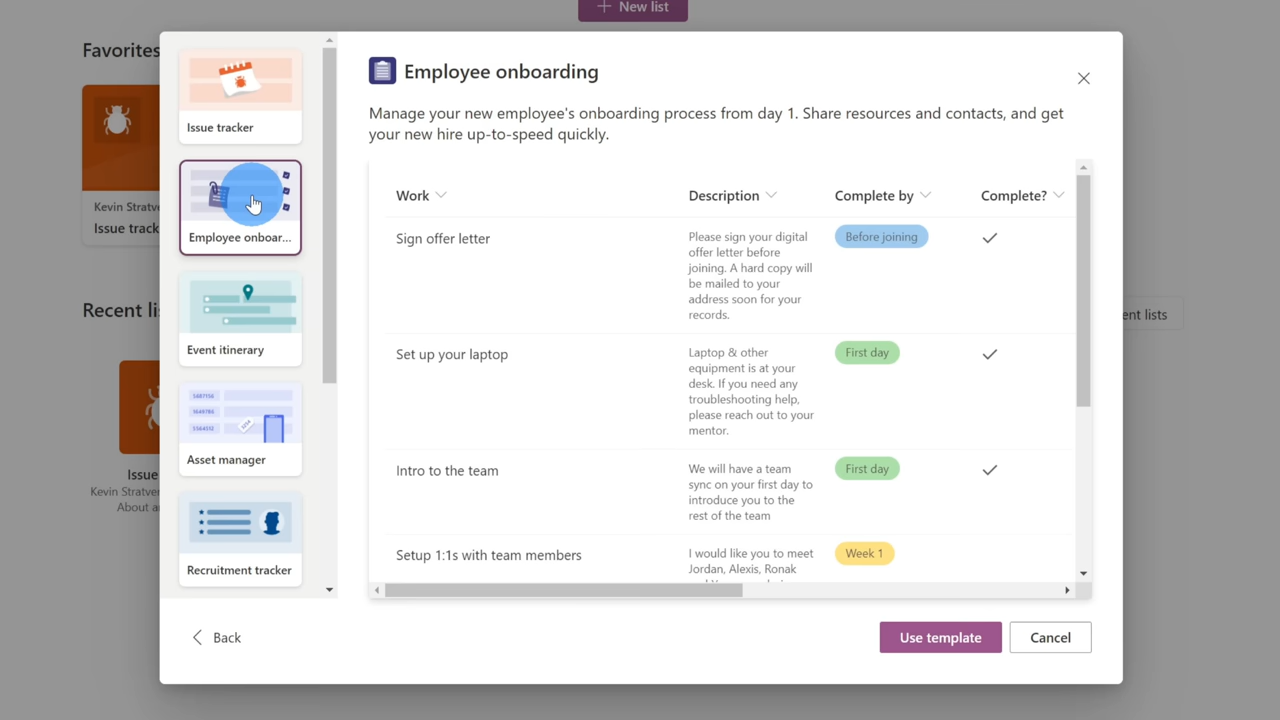 New list
Favorites
Kevin Stratve
Issue track
Recent li
ent lists
Issue
Kevin Stratver
About a
Issue tracker
Employee onboar...
Event itinerary
Asset manager
Recruitment tracker
Employee onboarding
Manage your new employee's onboarding process from day 1. Share resources and contacts, and get
your new hire up-to-speed quickly.
Work Description Complete by Complete?
Sign offer letter
Please sign your digital
offer letter before
joining. A hard copy will
be mailed to your
address soon for your
records.
Before joining
Set up your laptop
Laptop & other
equipment is at your
desk. If you need any
troubleshooting help,
please reach out to your
mentor.
First day
Intro to the team
We will have a team
sync on your first day to
introduce you to the
rest of the team
First day
Setup 1:1s with team members
I would like you to meet
Jordan, Alexis, Ronak
Week 1
Back
Use template
Cancel